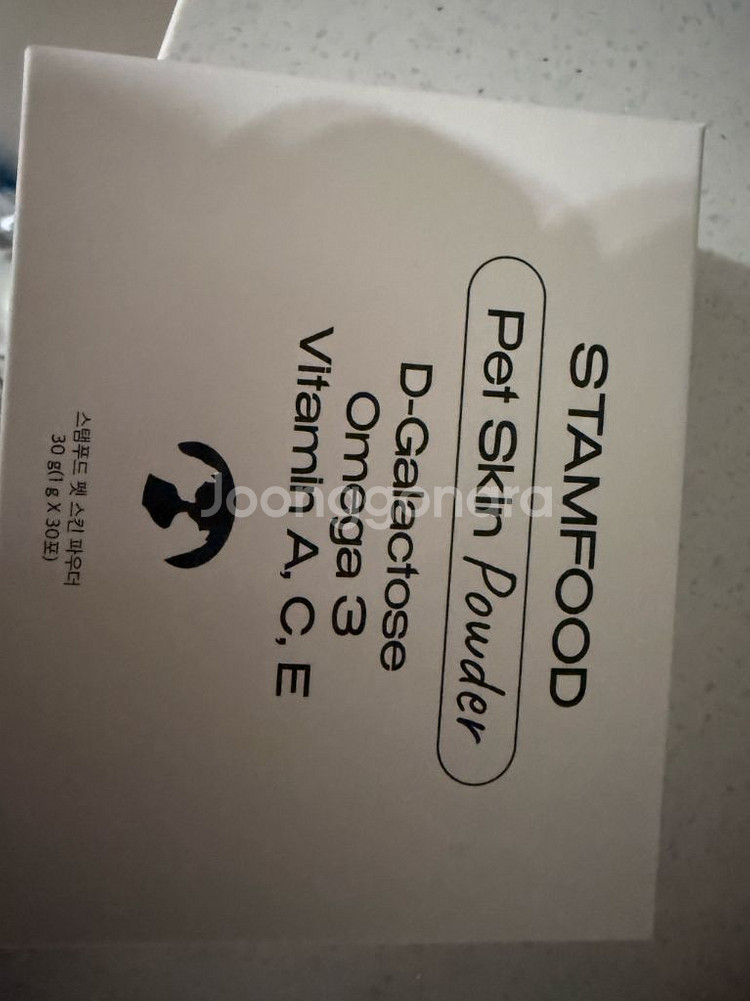 STAMFOOD
Pet Skin Powder
D-Galactose
Omega 3
Vitamin A, C, E
스탬푸드 펫 스킨 파우더
30 g(1 g X 30포)
Joonggonara